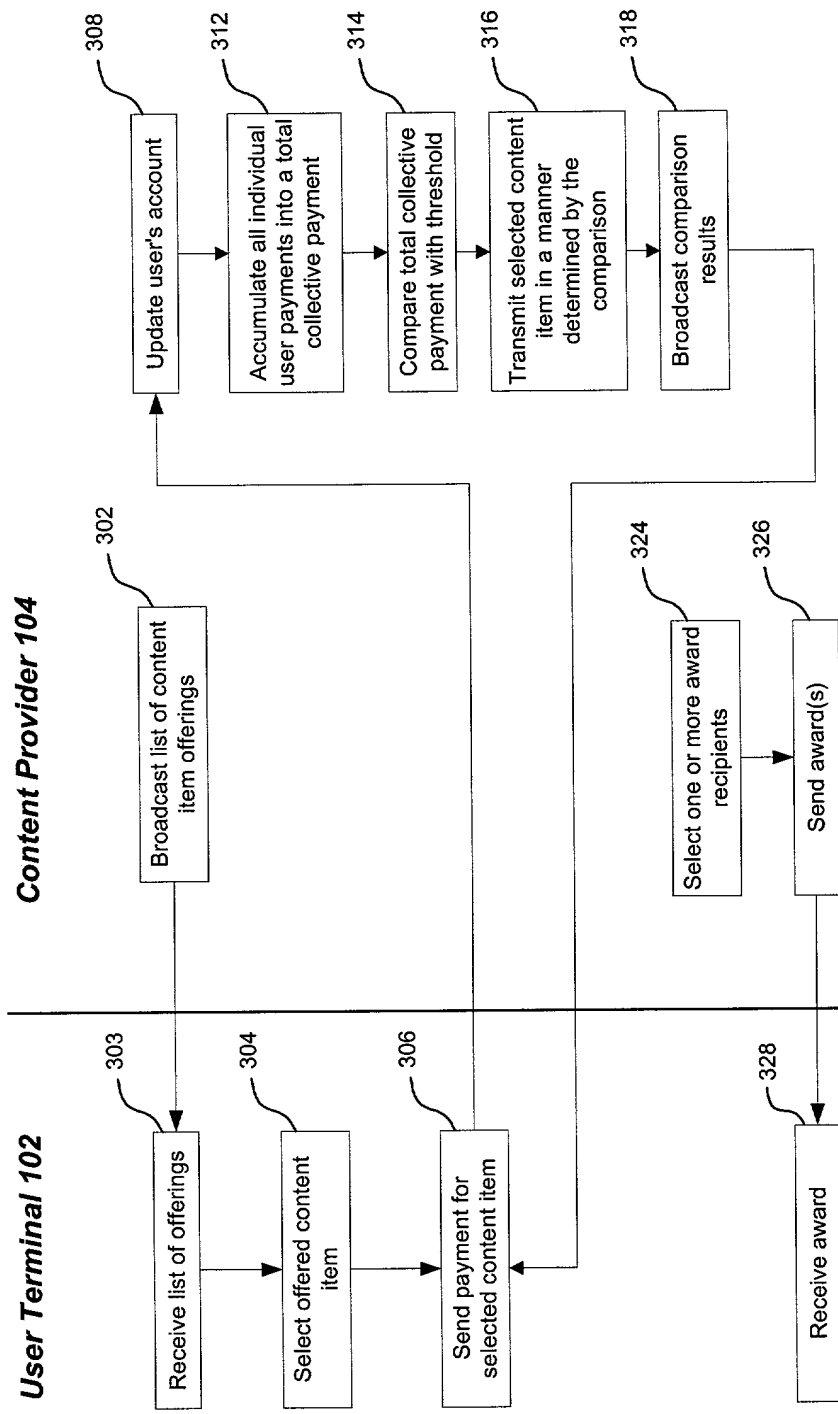 User Terminal 102
Content Provider 104
302
Broadcast list of content
item offerings
303
Receive list of offerings
304
Select offered content
item
306
Send payment for
selected content item
308
Update user's account
312
Accumulate all individual
user payments into a total
collective payment
314
Compare total collective
payment with threshold
316
Transmit selected content
item in a manner
determined by the
comparison
318
Broadcast comparison
results
324
Select one or more award
recipients
326
Send award(s)
328
Receive award